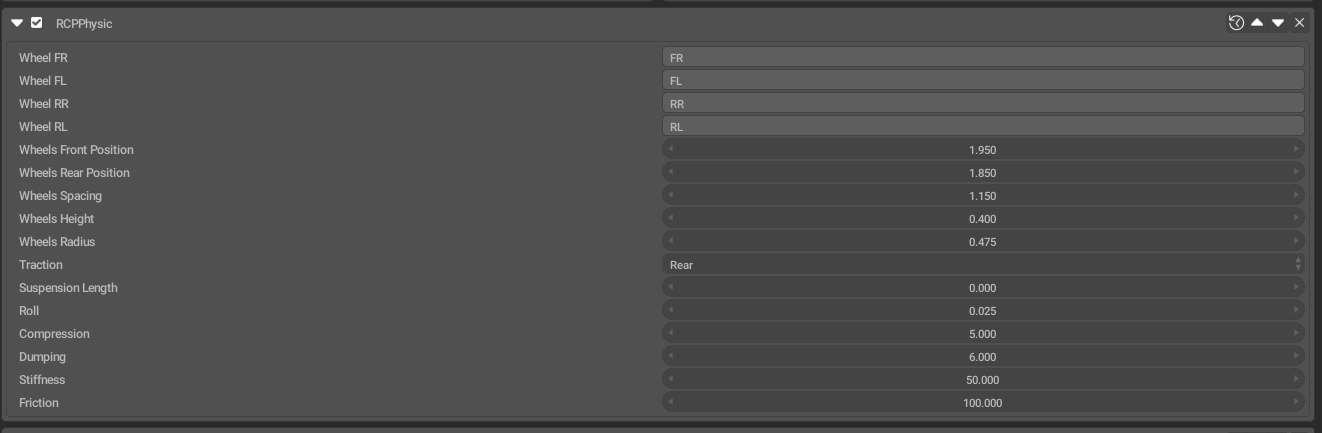 RCPPhysic
Wheel FR FR
Wheel FL FL
Wheel RR RR
Wheel RL RL
Wheels Front Position 1.950
Wheels Rear Position 1.850
Wheels Spacing 1.150
Wheels Height 0.400
Wheels Radius 0.475
Traction Rear
Suspension Length 0.000
Roll 0.025
Compression 5.000
Dumping 6.000
Stiffness 50.000
Friction 100.000